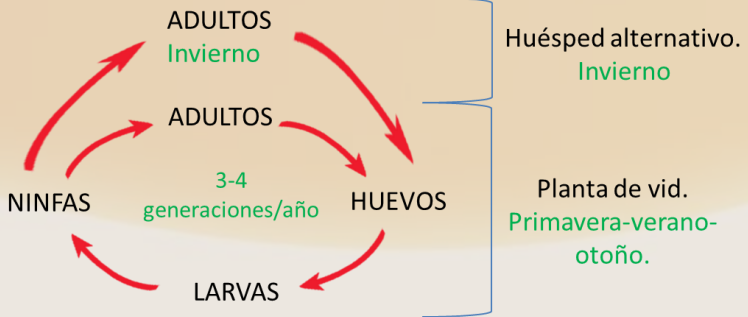 ADULTOS
Invierno
Huésped alternativo.
Invierno
ADULTOS
3-4
generaciones/año
NINFAS
HUEVOS
LARVAS
Planta de vid.
Primavera-verano-
otoño.